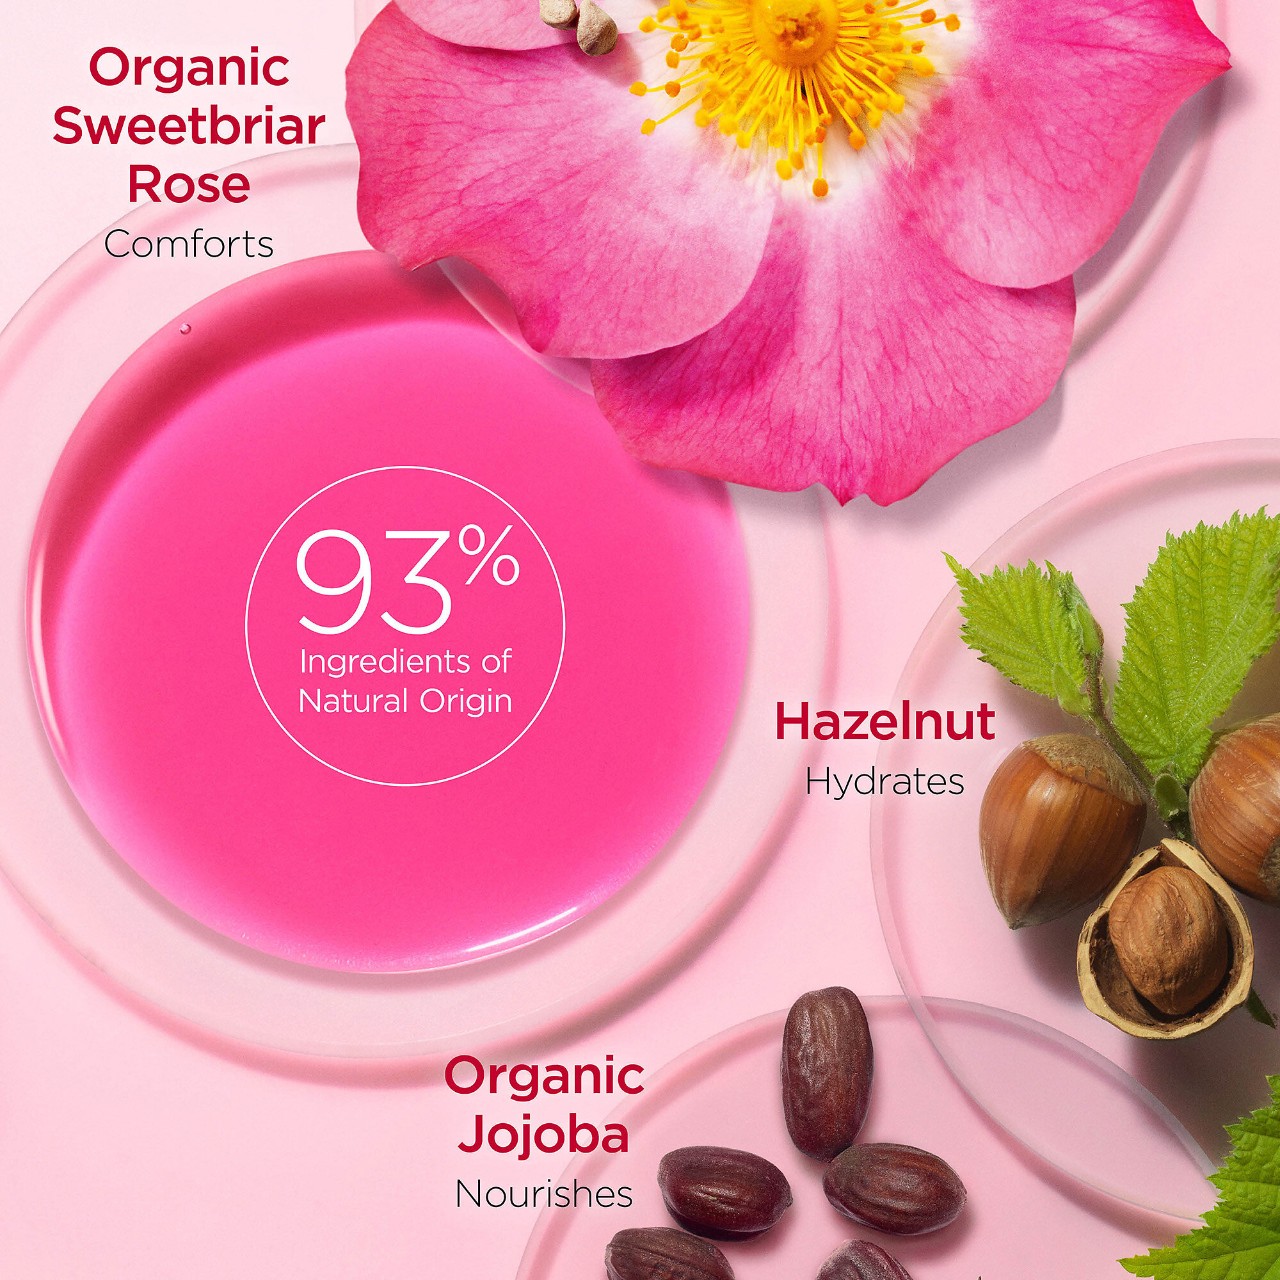 Organic
Sweetbriar
Rose
Comforts
93%
Ingredients of
Natural Origin
Hazelnut
Hydrates
Organic
Jojoba
Nourishes